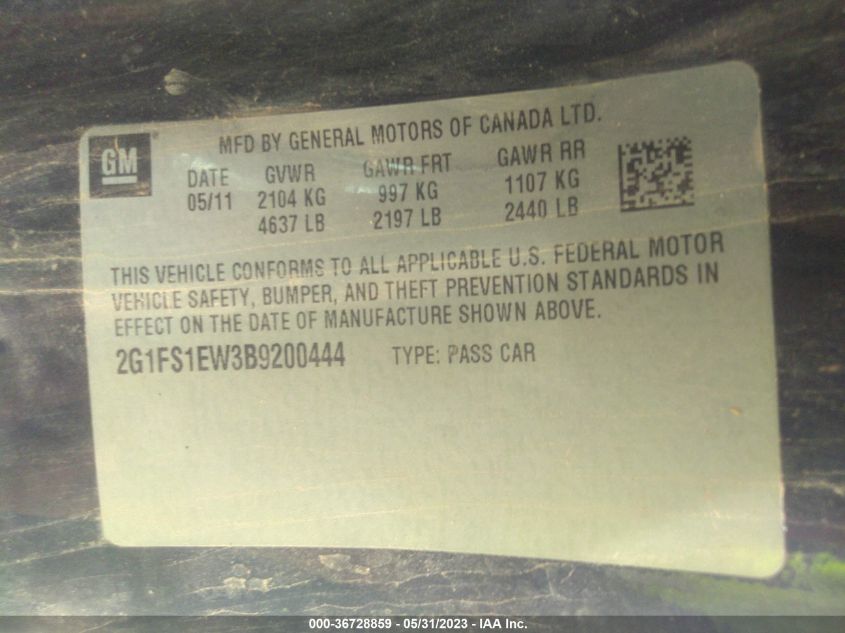 MFD BY GENERAL MOTORS OF CANADA LTD.
GM
DATE GVWR GAWR FRT GAWR RR
05/11 2104 KG 997 KG 1107 KG
4637 LB 2197 LB 2440 LB
THIS VEHICLE CONFORMS TO ALL APPLICABLE U.S. FEDERAL MOTOR
VEHICLE SAFETY, BUMPER, AND THEFT PREVENTION STANDARDS IN
EFFECT ON THE DATE OF MANUFACTURE SHOWN ABOVE.
2G1FS1EW3B9200444 TYPE: PASS CAR
000-36728859 — 05/31/2023 - IAA Inc.